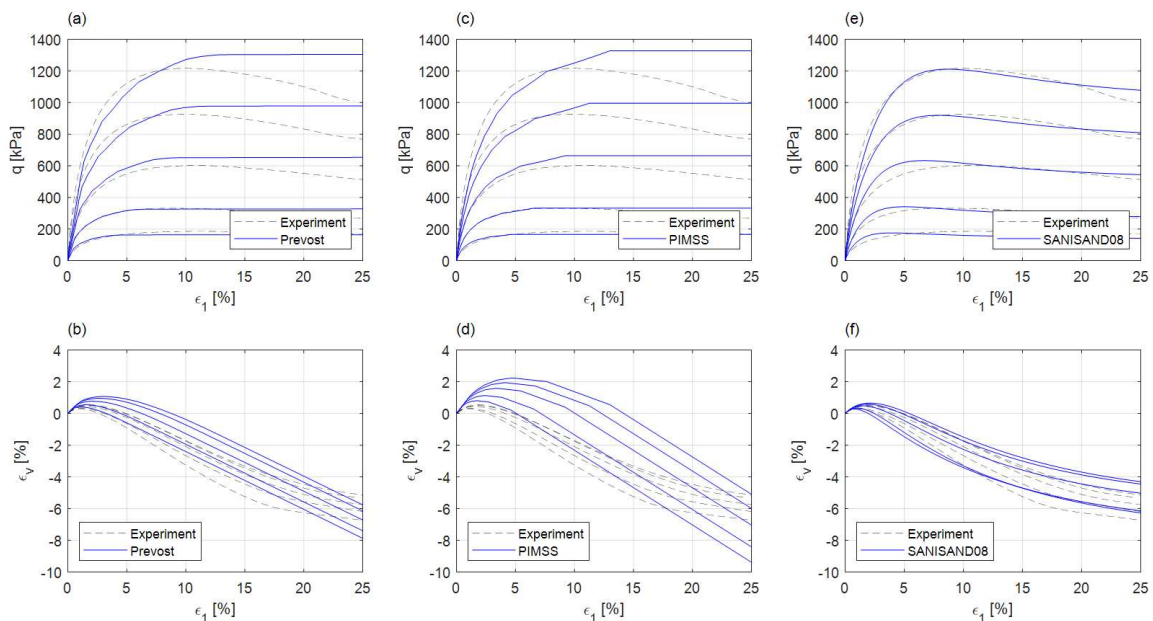 (a)
1400
1200
1000
800
600
400
200
0
q [kPa]
0 5 10 15 20 25
ϵ1 [%]
Experiment
Prevost
(c)
1400
1200
1000
800
600
400
200
0
q [kPa]
0 5 10 15 20 25
ϵ1 [%]
Experiment
PIMSS
(e)
1400
1200
1000
800
600
400
200
0
q [kPa]
0 5 10 15 20 25
ϵ1 [%]
Experiment
SANISAND08
(b)
4
2
0
-2
-4
-6
-8
-10
ϵv [%]
0 5 10 15 20 25
ϵ1 [%]
Experiment
Prevost
(d)
4
2
0
-2
-4
-6
-8
-10
ϵv [%]
0 5 10 15 20 25
ϵ1 [%]
Experiment
PIMSS
(f)
4
2
0
-2
-4
-6
-8
-10
ϵv [%]
0 5 10 15 20 25
ϵ1 [%]
Experiment
SANISAND08